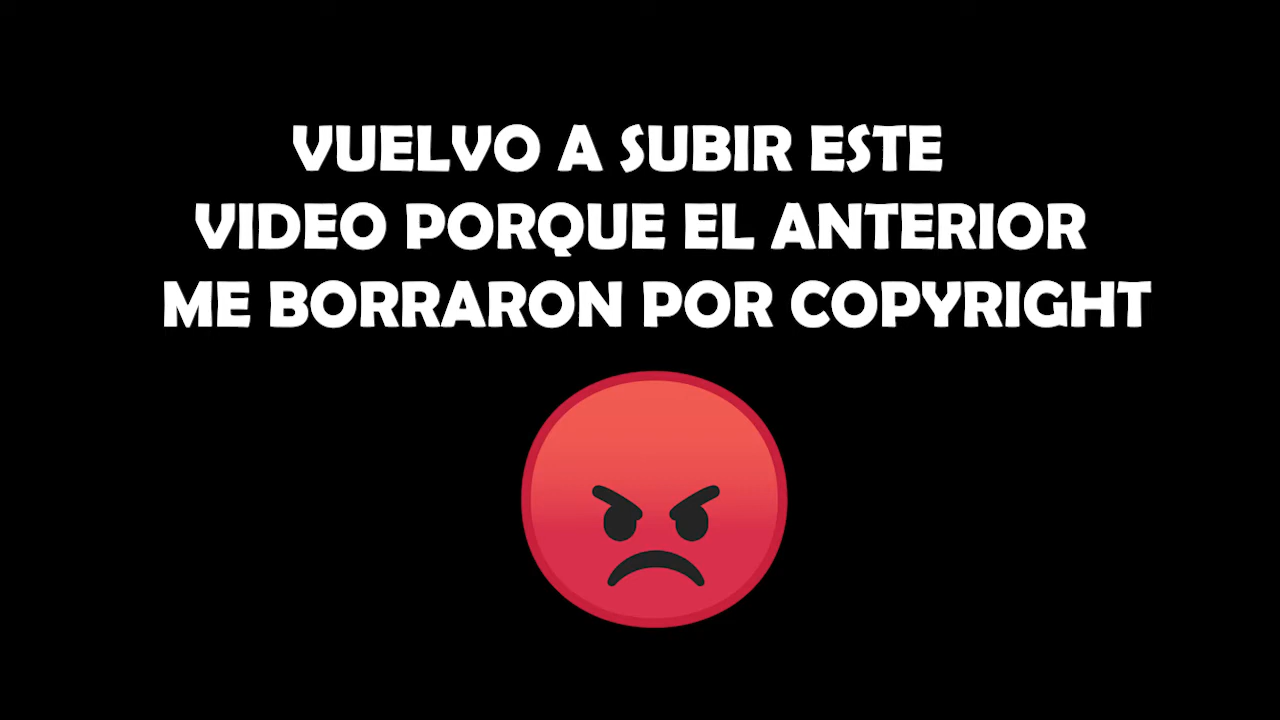 VUELVO A SUBIR ESTE
VIDEO PORQUE EL ANTERIOR
ME BORRARON POR COPYRIGHT